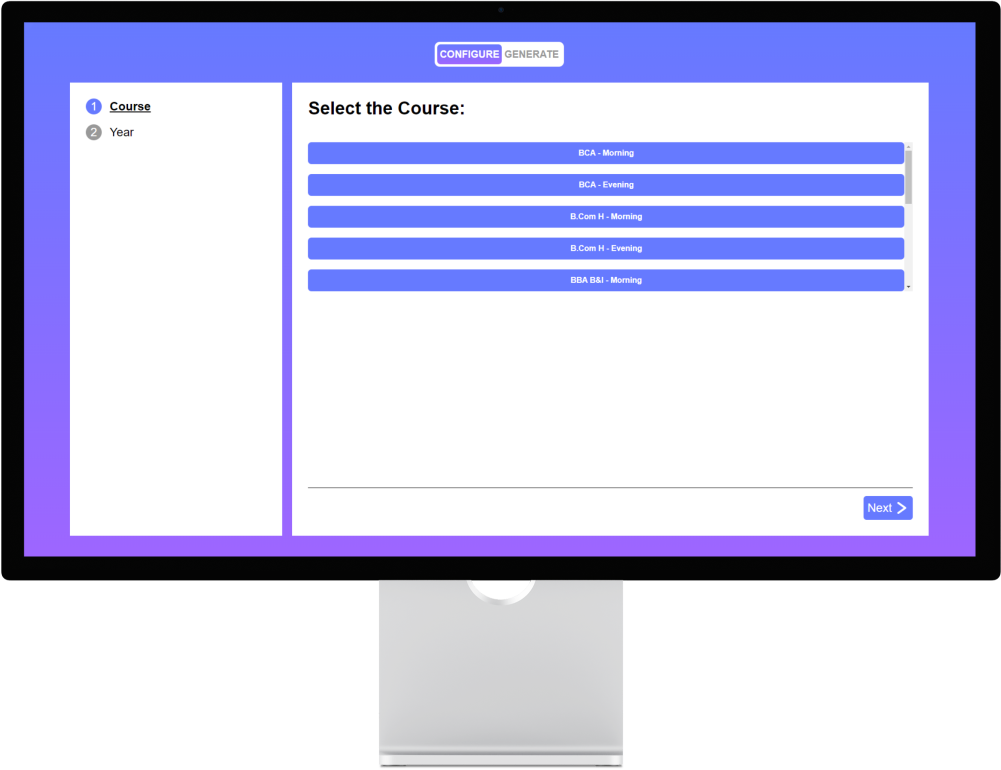 CONFIGURE GENERATE
1 Course
2 Year
Select the Course:
BCA - Morning
BCA - Evening
B.Com H - Morning
B.Com H - Evening
BBA B&I - Morning
Next